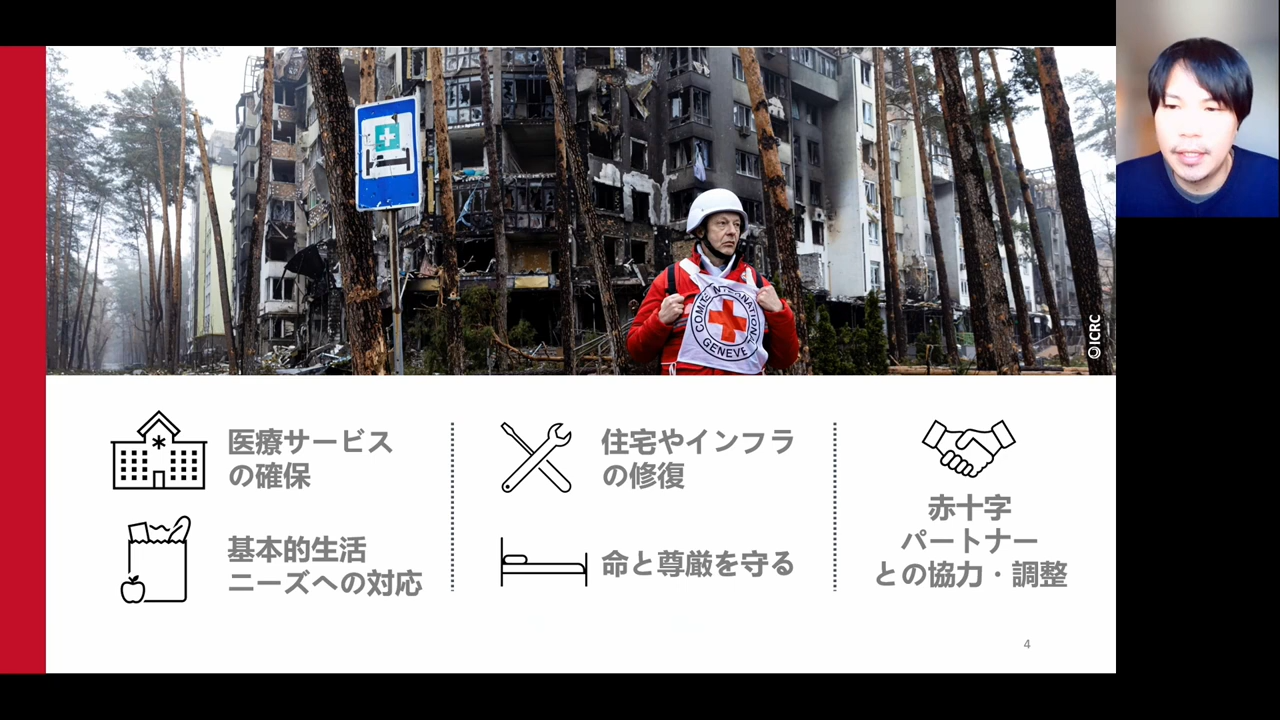 COMITE INTERNATIONAL
GENEVE
©ICRC
医療サービス
の確保
基本的生活
ニーズへの対応
住宅やインフラ
の修復
命と尊厳を守る
赤十字
パートナー
との協力・調整
4